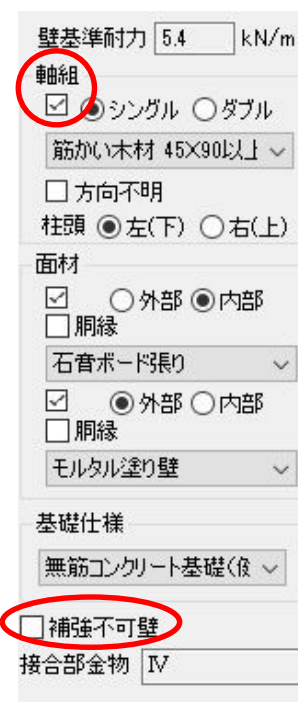 壁基準耐力 5.4 kN/m
軸組
シングル ダブル
筋かい木材 45×90以上
方向不明
柱頭 左(下) 右(上)
面材
外部 内部
胴縁
石膏ボード張り
外部 内部
胴縁
モルタル塗り壁
基礎仕様
無筋コンクリート基礎(
補強不可壁
接合部金物 Ⅳ